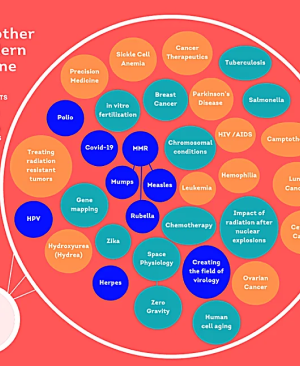 other
ern
ne
TS
S
Sickle Cell
Anemia
Cancer
Therapeutics
Tuberculosis
Precision
Medicine
Breast
Cancer
Parkinson's
Disease
Salmonella
in vitro
fertilization
Polio
HIV /AIDS
Camptoth
Covid-19
MMR
Chromosomal
conditions
Treating
radiation
resistant
tumors
Mumps
Measles
Leukemia
Hemophilia
Lun
Canc
Gene
mapping
HPV
Rubella
Chemotherapy
Impact of
radiation after
nuclear
explosions
Ce
Ca
Hydroxyurea
(Hydrea)
Zika
Space
Physiology
Creating
the field of
virology
Herpes
Ovarian
Cancer
Zero
Gravity
Human
cell aging